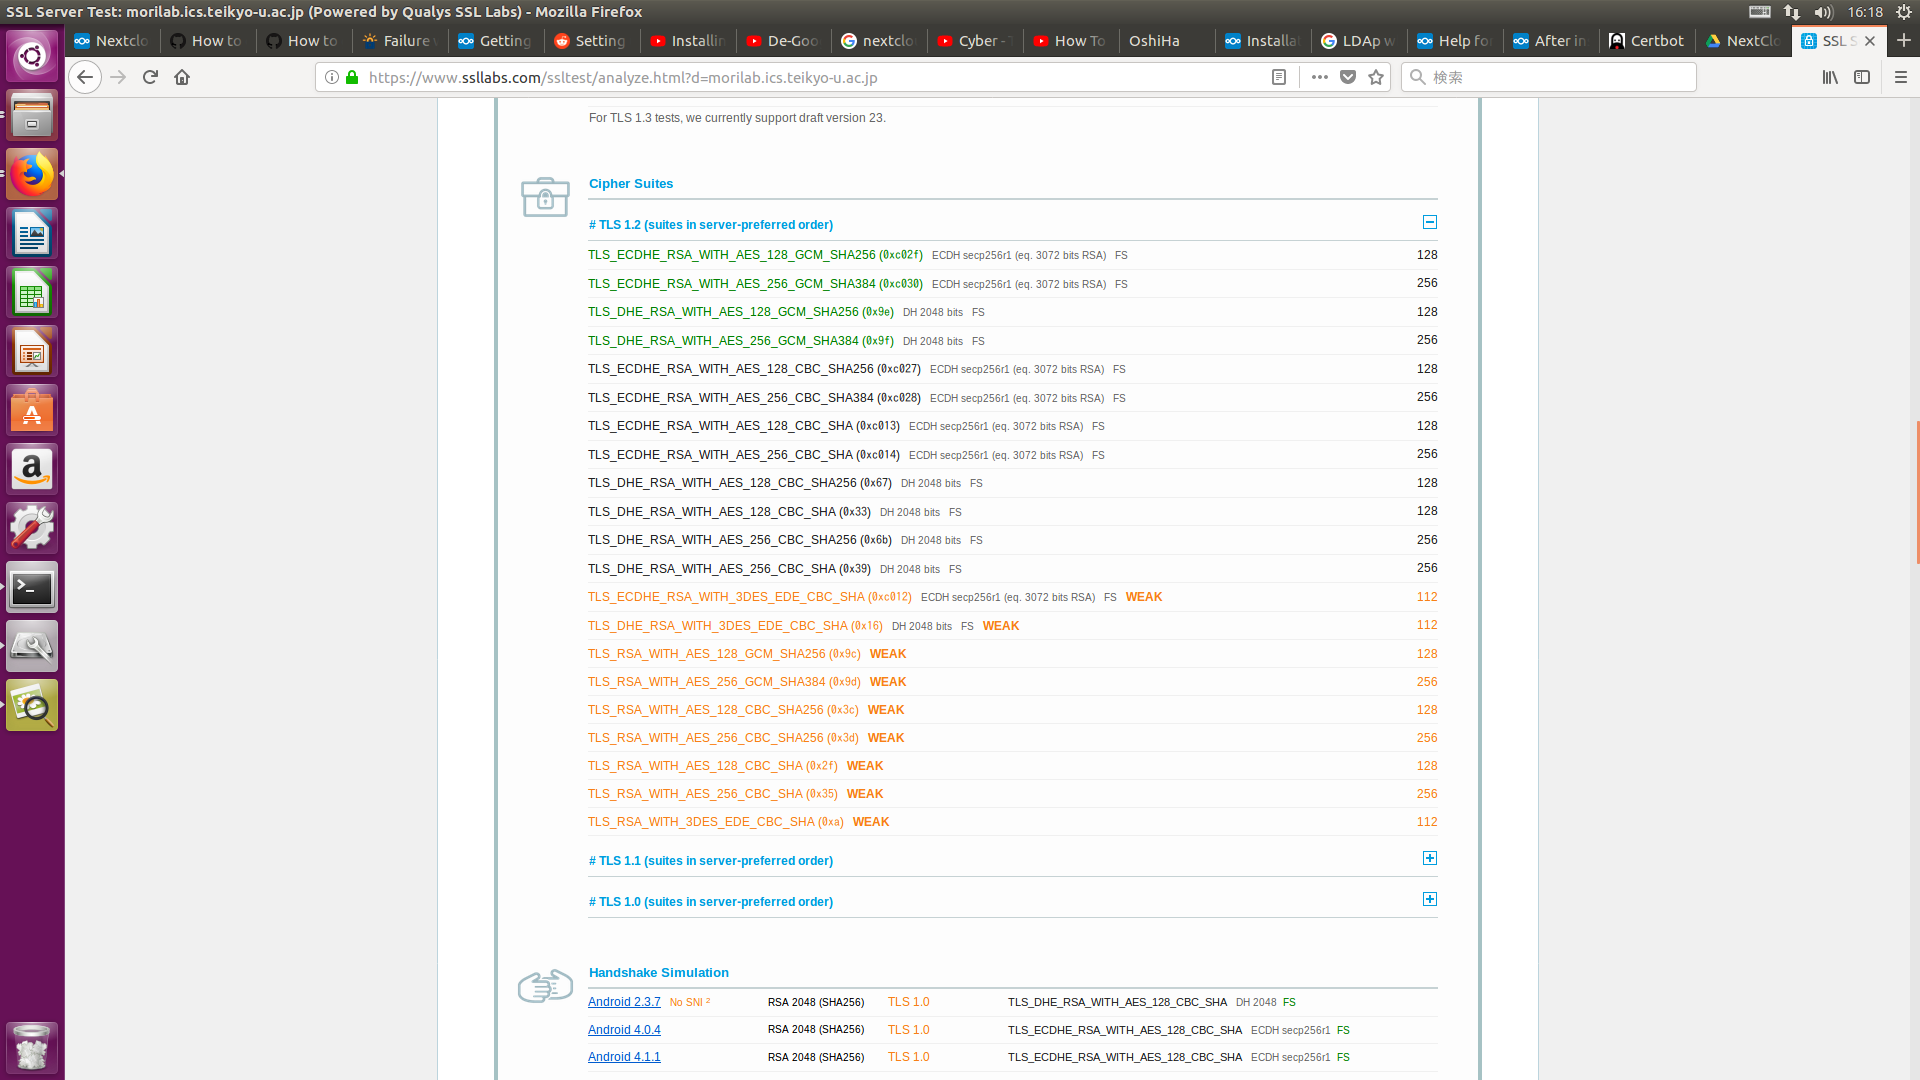 SSL Server Test: morilab.ics.teikyo-u.ac.jp (Powered by Qualys SSL Labs) - Mozilla Firefox
16:18
Nextclo
How to
How to
Failure
Getting
Setting
Installin
De-Goo
nextclo
Cyber -
How To
OshiHa
Installa
LDAp w
Help fo
After in
Certbot
NextClo
SSL S
https://www.ssllabs.com/ssltest/analyze.html?d=morilab.ics.teikyo-u.ac.jp
検索
For TLS 1.3 tests, we currently support draft version 23.
Cipher Suites
# TLS 1.2 (suites in server-preferred order)
TLS_ECDHE_RSA_WITH_AES_128_GCM_SHA256 (0xc02f) ECDH secp256r1 (eq. 3072 bits RSA) FS 128
TLS_ECDHE_RSA_WITH_AES_256_GCM_SHA384 (0xc030) ECDH secp256r1 (eq. 3072 bits RSA) FS 256
TLS_DHE_RSA_WITH_AES_128_GCM_SHA256 (0x9e) DH 2048 bits FS 128
TLS_DHE_RSA_WITH_AES_256_GCM_SHA384 (0x9f) DH 2048 bits FS 256
TLS_ECDHE_RSA_WITH_AES_128_CBC_SHA256 (0xc027) ECDH secp256r1 (eq. 3072 bits RSA) FS 128
TLS_ECDHE_RSA_WITH_AES_256_CBC_SHA384 (0xc028) ECDH secp256r1 (eq. 3072 bits RSA) FS 256
TLS_ECDHE_RSA_WITH_AES_128_CBC_SHA (0xc013) ECDH secp256r1 (eq. 3072 bits RSA) FS 128
TLS_ECDHE_RSA_WITH_AES_256_CBC_SHA (0xc014) ECDH secp256r1 (eq. 3072 bits RSA) FS 256
TLS_DHE_RSA_WITH_AES_128_CBC_SHA256 (0x67) DH 2048 bits FS 128
TLS_DHE_RSA_WITH_AES_128_CBC_SHA (0x33) DH 2048 bits FS 128
TLS_DHE_RSA_WITH_AES_256_CBC_SHA256 (0x6b) DH 2048 bits FS 256
TLS_DHE_RSA_WITH_AES_256_CBC_SHA (0x39) DH 2048 bits FS 256
TLS_ECDHE_RSA_WITH_3DES_EDE_CBC_SHA (0xc012) ECDH secp256r1 (eq. 3072 bits RSA) FS WEAK 112
TLS_DHE_RSA_WITH_3DES_EDE_CBC_SHA (0x16) DH 2048 bits FS WEAK 112
TLS_RSA_WITH_AES_128_GCM_SHA256 (0x9c) WEAK 128
TLS_RSA_WITH_AES_256_GCM_SHA384 (0x9d) WEAK 256
TLS_RSA_WITH_AES_128_CBC_SHA256 (0x3c) WEAK 128
TLS_RSA_WITH_AES_256_CBC_SHA256 (0x3d) WEAK 256
TLS_RSA_WITH_AES_128_CBC_SHA (0x2f) WEAK 128
TLS_RSA_WITH_AES_256_CBC_SHA (0x35) WEAK 256
TLS_RSA_WITH_3DES_EDE_CBC_SHA (0xa) WEAK 112
# TLS 1.1 (suites in server-preferred order)
# TLS 1.0 (suites in server-preferred order)
Handshake Simulation
Android 2.3.7 No SNI 2 RSA 2048 (SHA256) TLS 1.0 TLS_DHE_RSA_WITH_AES_128_CBC_SHA DH 2048 FS
Android 4.0.4 RSA 2048 (SHA256) TLS 1.0 TLS_ECDHE_RSA_WITH_AES_128_CBC_SHA ECDH secp256r1 FS
Android 4.1.1 RSA 2048 (SHA256) TLS 1.0 TLS_ECDHE_RSA_WITH_AES_128_CBC_SHA ECDH secp256r1 FS